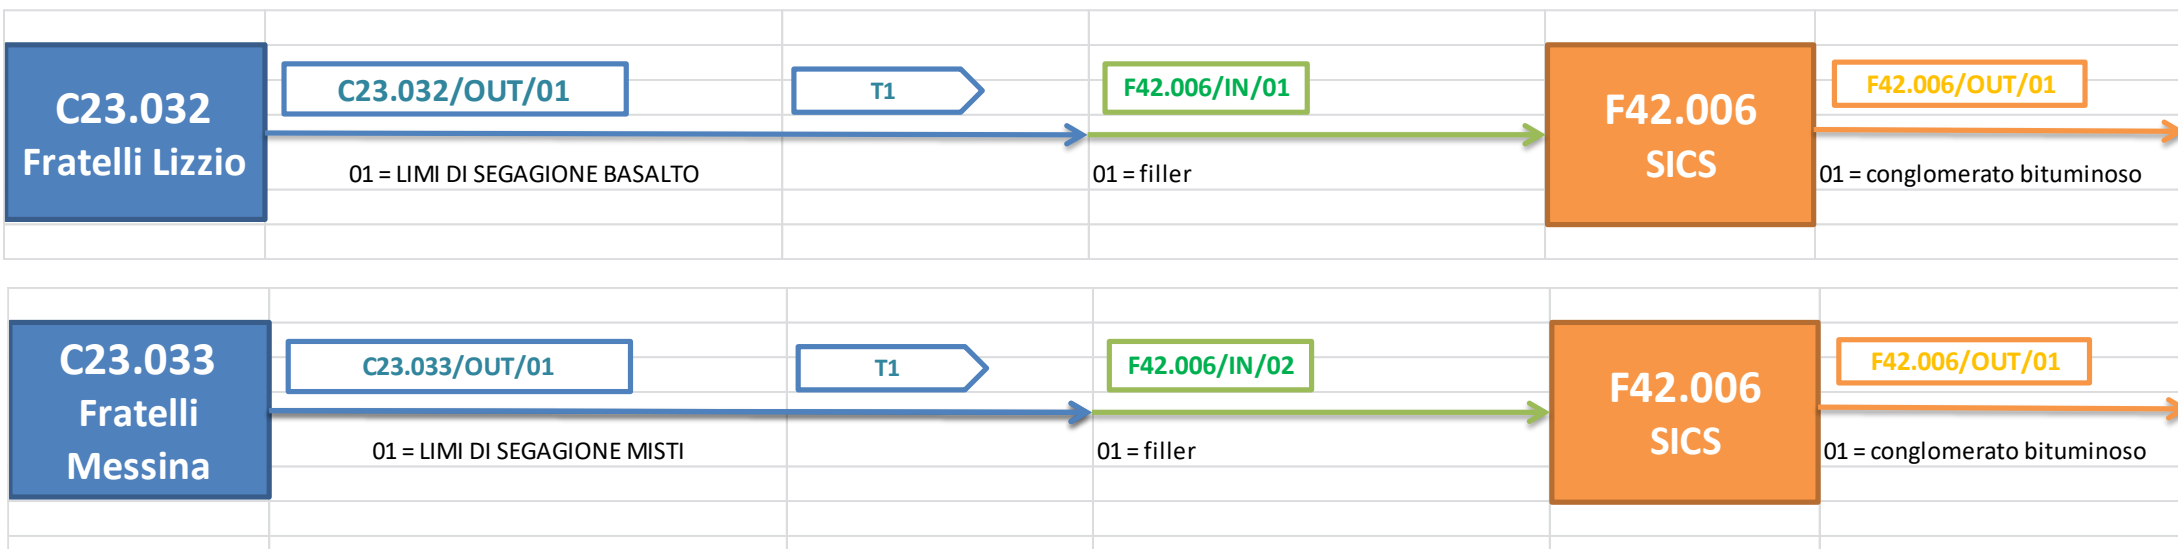 C23.032
Fratelli Lizzio
C23.032/OUT/01
T1
F42.006/IN/01
F42.006
SICS
F42.006/OUT/01
01 = LIMI DI SEGAGIONE BASALTO
01 = filler
01 = conglomerato bituminoso
C23.033
Fratelli
Messina
C23.033/OUT/01
T1
F42.006/IN/02
F42.006
SICS
F42.006/OUT/01
01 = LIMI DI SEGAGIONE MISTI
01 = filler
01 = conglomerato bituminoso